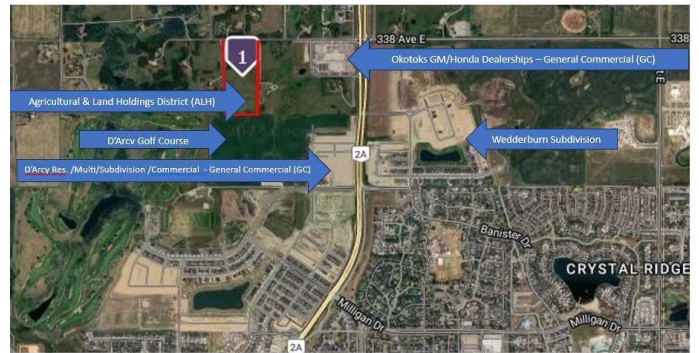 338 Ave E
338
1
Okotoks GM/Honda Dealerships – General Commercial (GC)
Agricultural & Land Holdings District (ALH)
D'Arcy Golf Course
Wedderburn Subdivision
2A
D'Arcy Res. /Multi/Subdivision /Commercial - General Commercial (GC)
Banister Dr
CRYSTAL RIDGE
Milligan Dr
Milligan Dr
2A